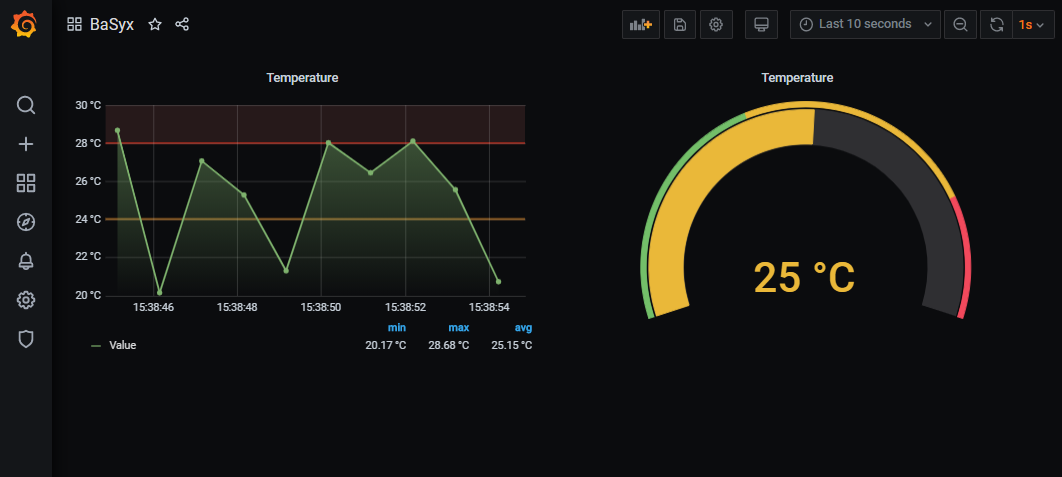 BaSyx
Last 10 seconds
1s
Temperature
30 °C
28 °C
26 °C
24 °C
22 °C
20 °C
15:38:46 15:38:48 15:38:50 15:38:52 15:38:54
min max avg
Value 20.17 °C 28.68 °C 25.15 °C
Temperature
25 °C